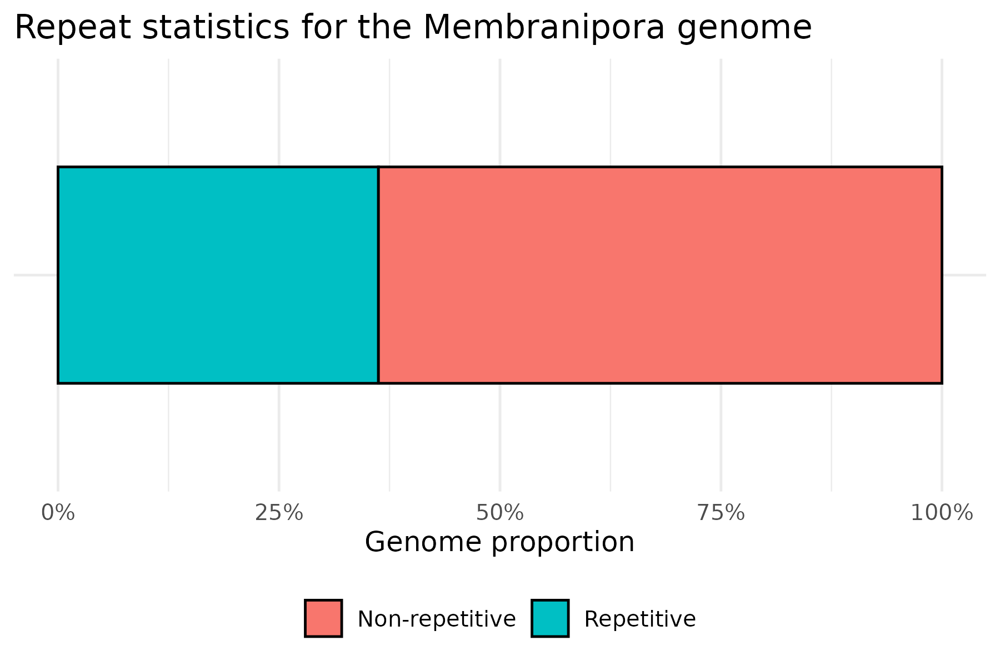 Repeat statistics for the Membranipora genome
0% 25% 50% 75% 100%
Genome proportion
Non-repetitive Repetitive